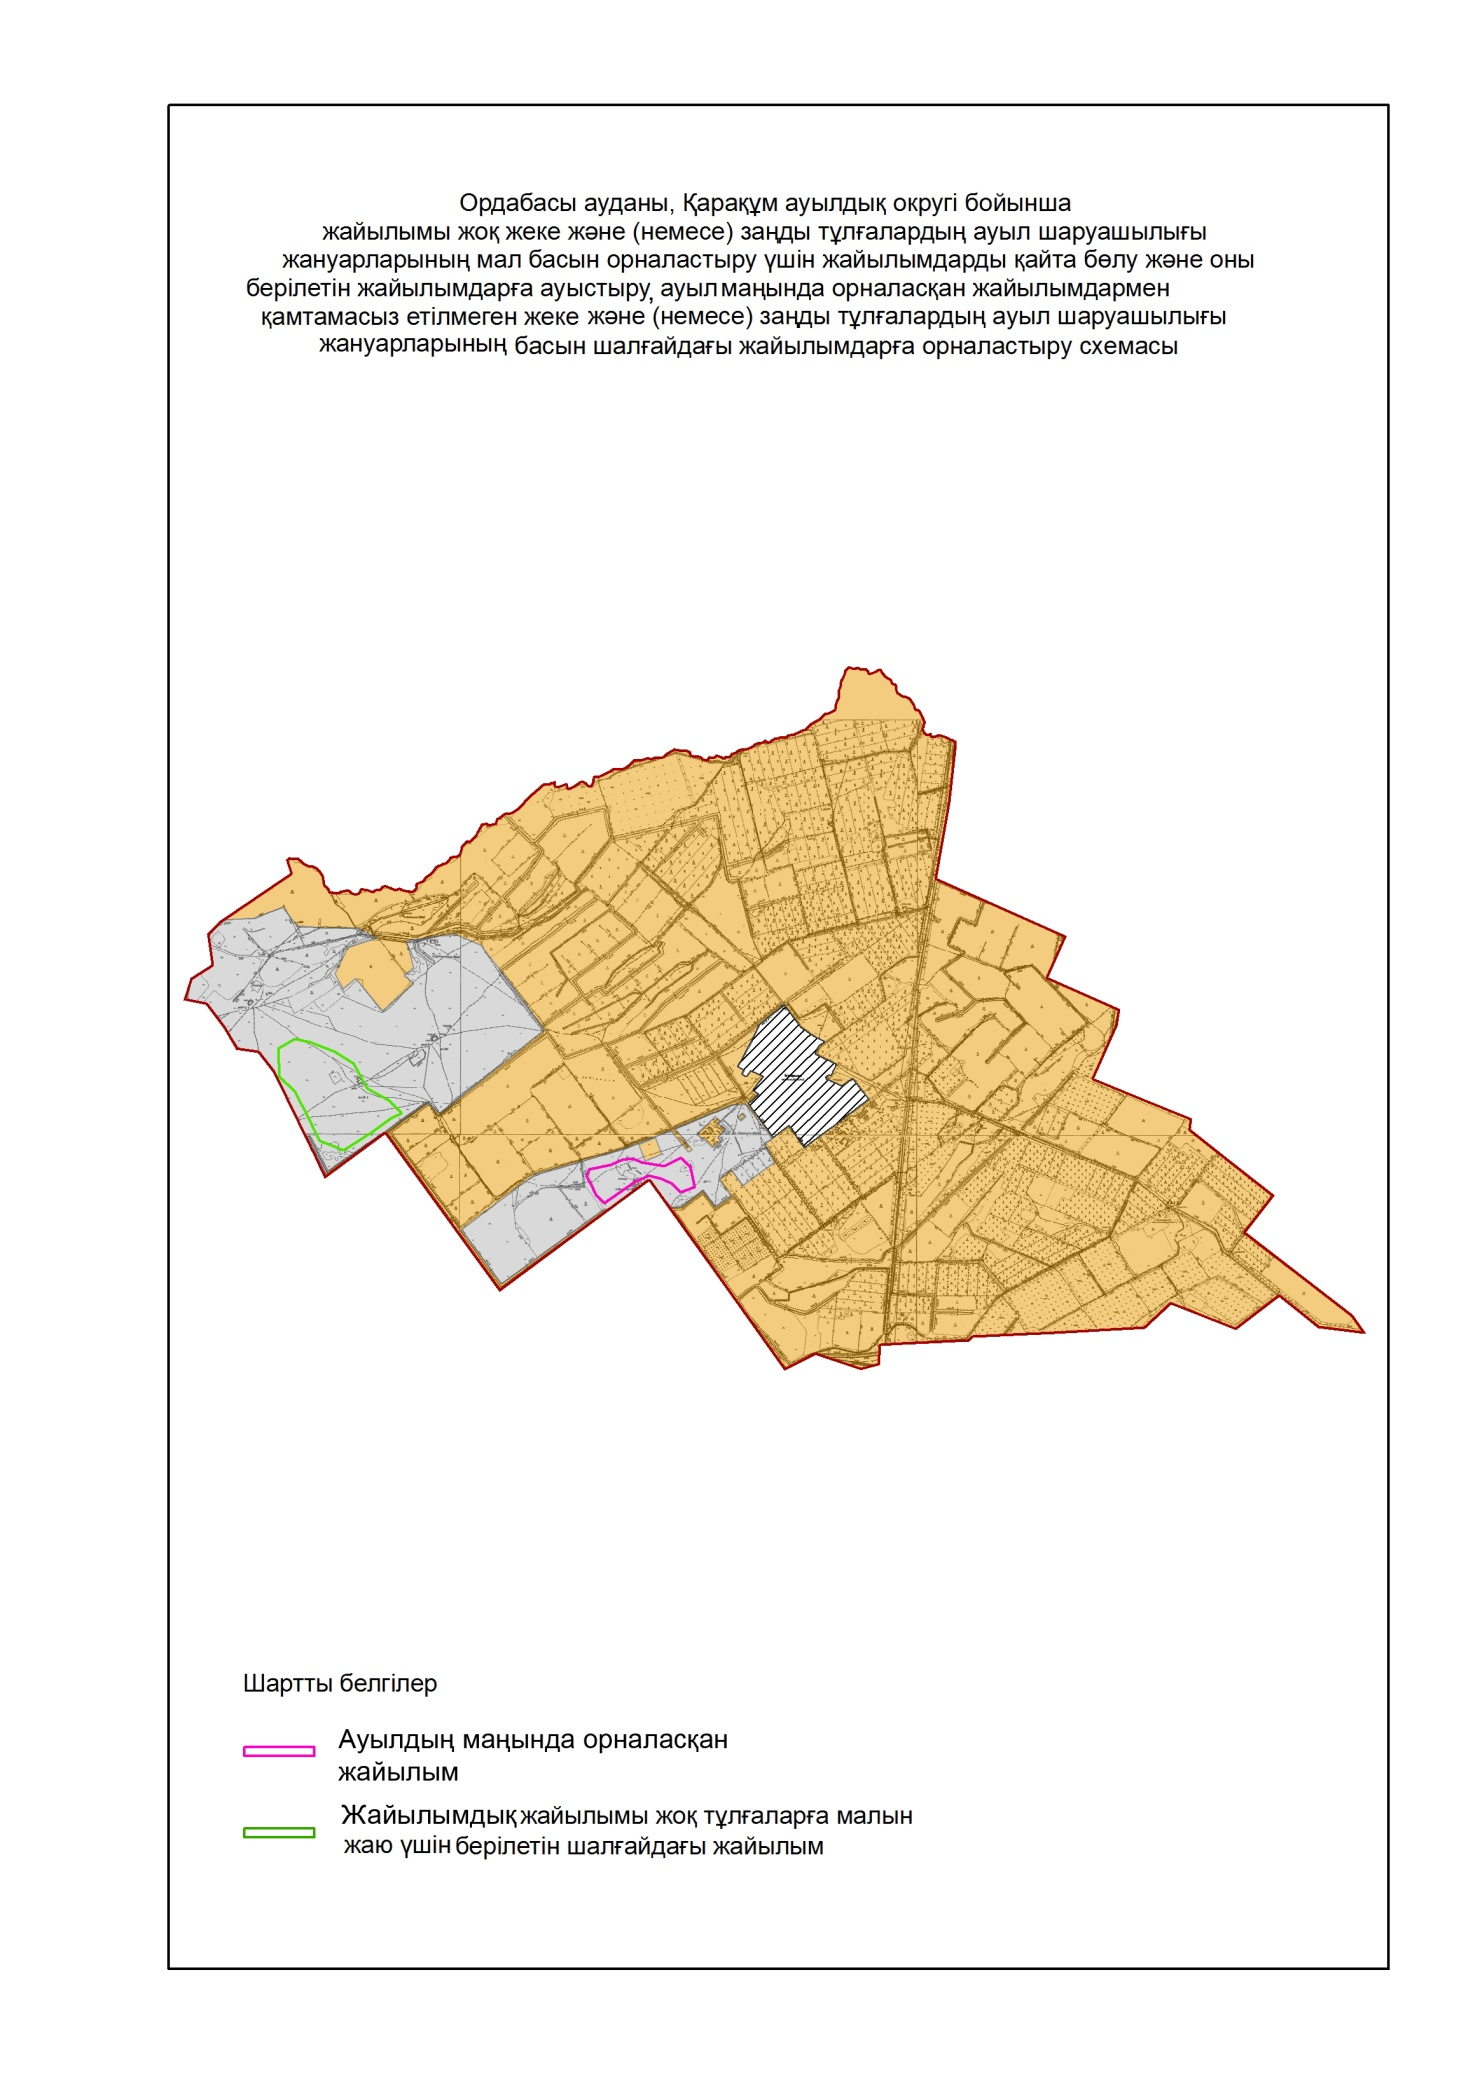 Ордабасы ауданы, Қарақұм ауылдық округі бойынша
жайылымы жоқ жеке және (немесе) заңды тұлғалардың ауыл шаруашылығы
жануарларының мал басын орналастыру үшін жайылымдарды қайта бөлу және оны
берілетін жайылымдарға ауыстыру, ауыл маңында орналасқан жайылымдармен
қамтамасыз етілмеген жеке және (немесе) заңды тұлғалардың ауыл шаруашылығы
жануарларының басын шалғайдағы жайылымдарға орналастыру схемасы
Шартты белгілер
Ауылдың маңында орналасқан
жайылым
Жайылымдық жайылымы жоқ тұлғаларға малын
жаю үшін берілетін шалғайдағы жайылым